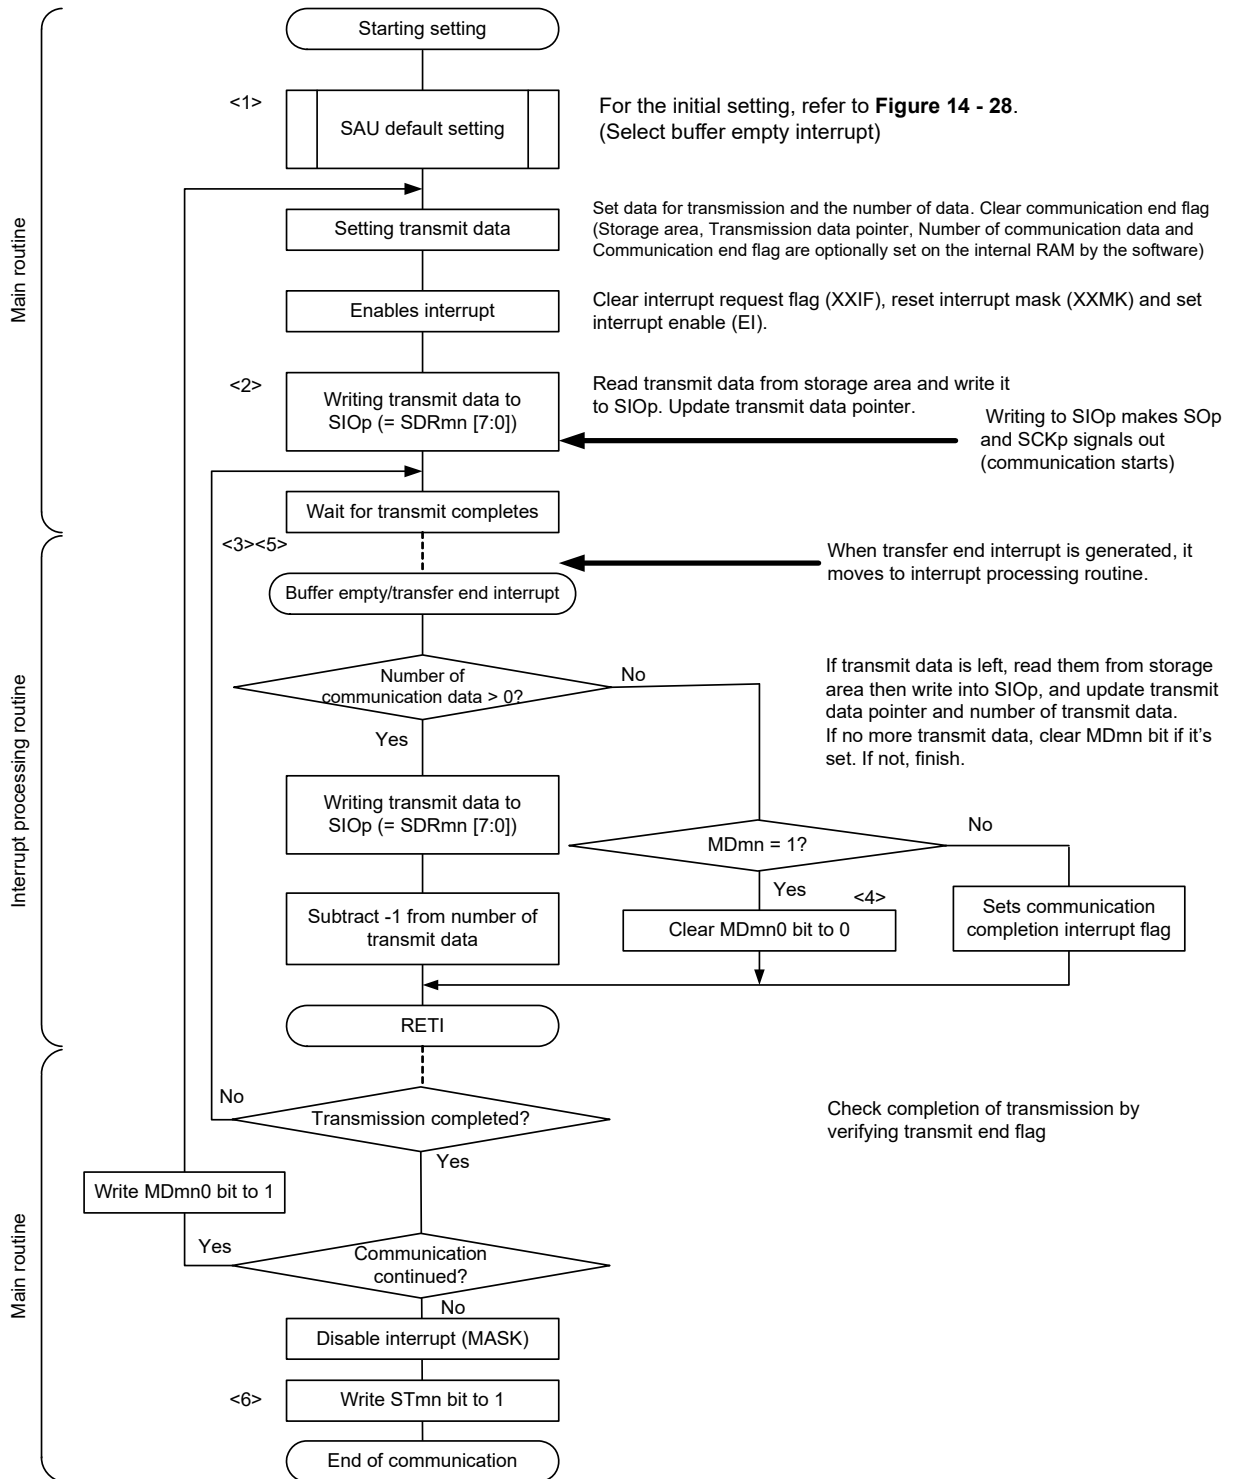 Starting setting
<1>
SAU default setting
For the initial setting, refer to Figure 14 - 28.
(Select buffer empty interrupt)
Main routine
Setting transmit data
Set data for transmission and the number of data. Clear communication end flag
(Storage area, Transmission data pointer, Number of communication data and
Communication end flag are optionally set on the internal RAM by the software)
Enables interrupt
Clear interrupt request flag (XXIF), reset interrupt mask (XXMK) and set
interrupt enable (EI).
<2>
Writing transmit data to
SIOp (= SDRmn [7:0])
Read transmit data from storage area and write it
to SIOp. Update transmit data pointer.
Writing to SIOp makes SOp
and SCKp signals out
(communication starts)
Wait for transmit completes
<3><5>
When transfer end interrupt is generated, it
moves to interrupt processing routine.
Buffer empty/transfer end interrupt
Interrupt processing routine
Number of
communication data > 0?
No
If transmit data is left, read them from storage
area then write into SIOp, and update transmit
data pointer and number of transmit data.
If no more transmit data, clear MDmn bit if it's
set. If not, finish.
Yes
Writing transmit data to
SIOp (= SDRmn [7:0])
MDmn = 1?
No
Yes
<4>
Subtract -1 from number of
transmit data
Clear MDmn0 bit to 0
Sets communication
completion interrupt flag
RETI
Main routine
No
Transmission completed?
Check completion of transmission by
verifying transmit end flag
Yes
Write MDmn0 bit to 1
Yes
Communication
continued?
No
Disable interrupt (MASK)
<6>
Write STmn bit to 1
End of communication